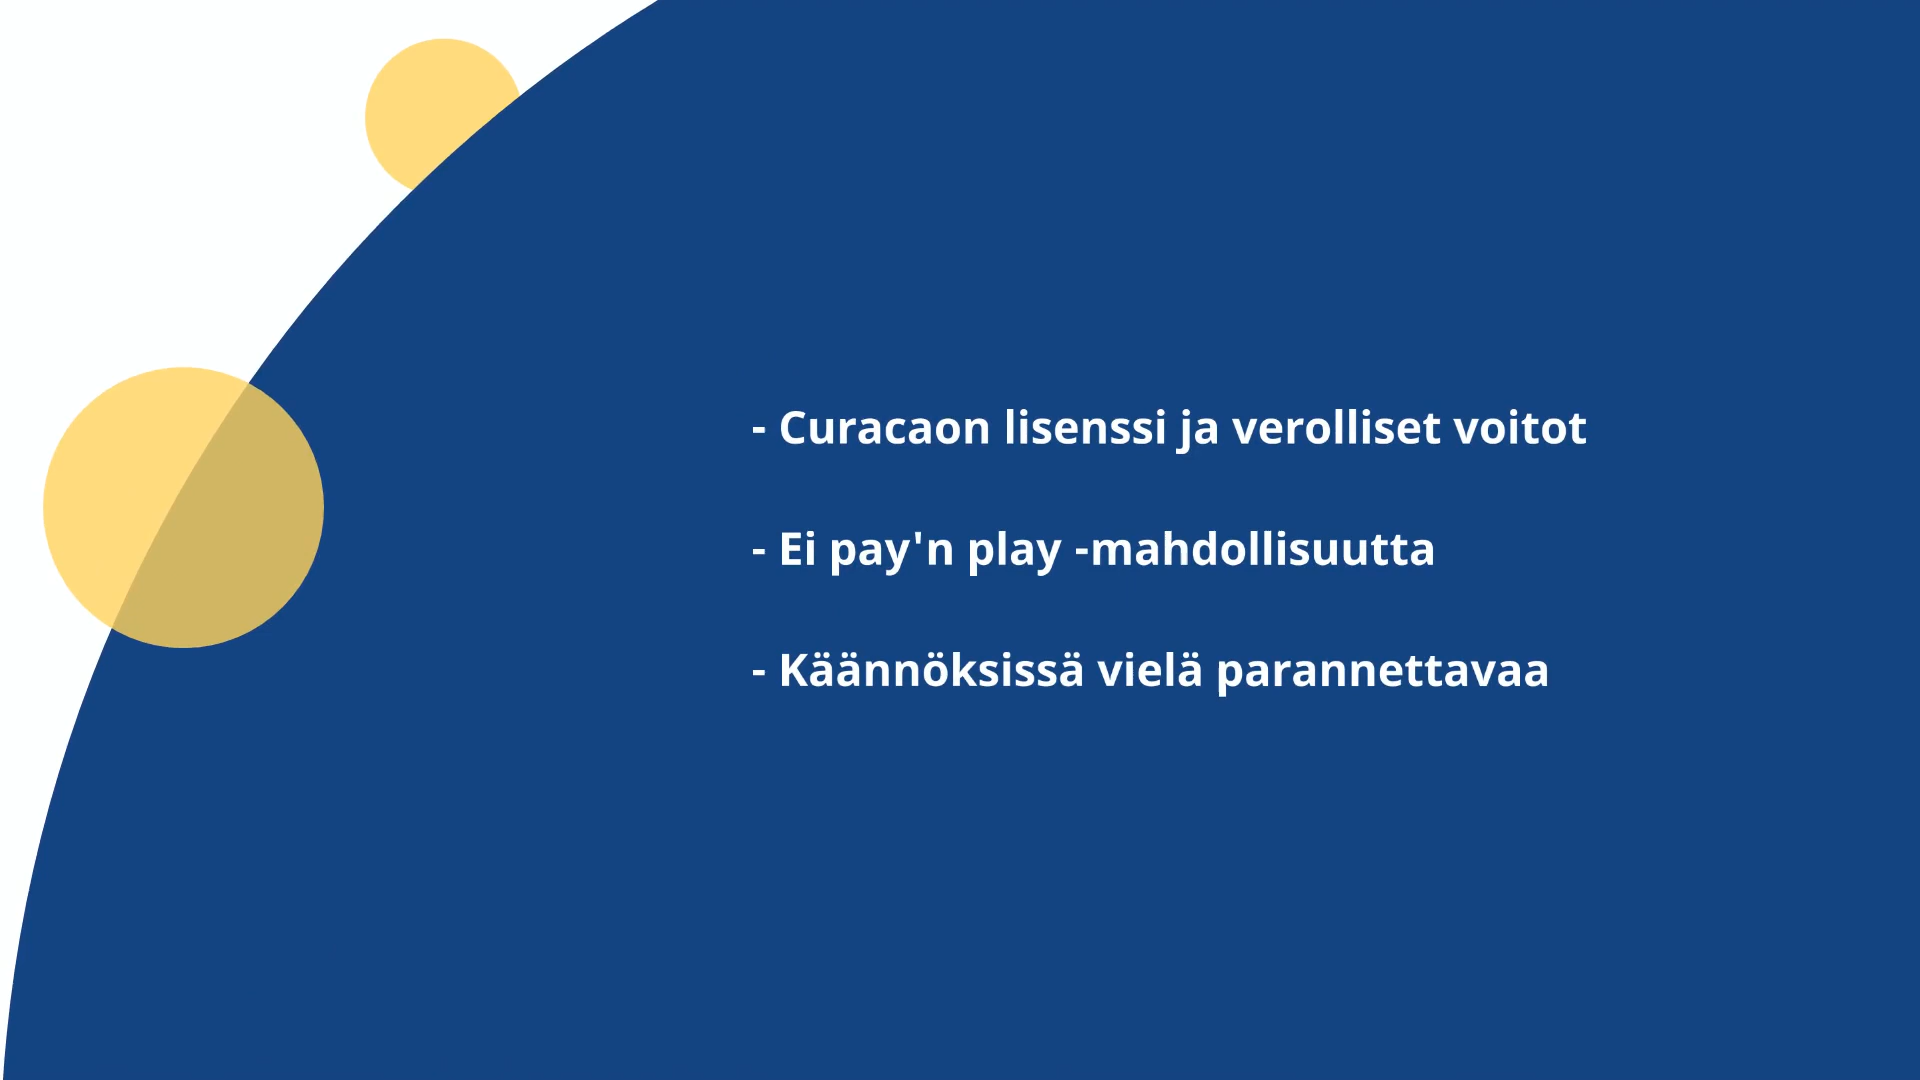 - Curacaon lisenssi ja verolliset voitot
- Ei pay'n play -mahdollisuutta
- Käännöksissä vielä parannettavaa